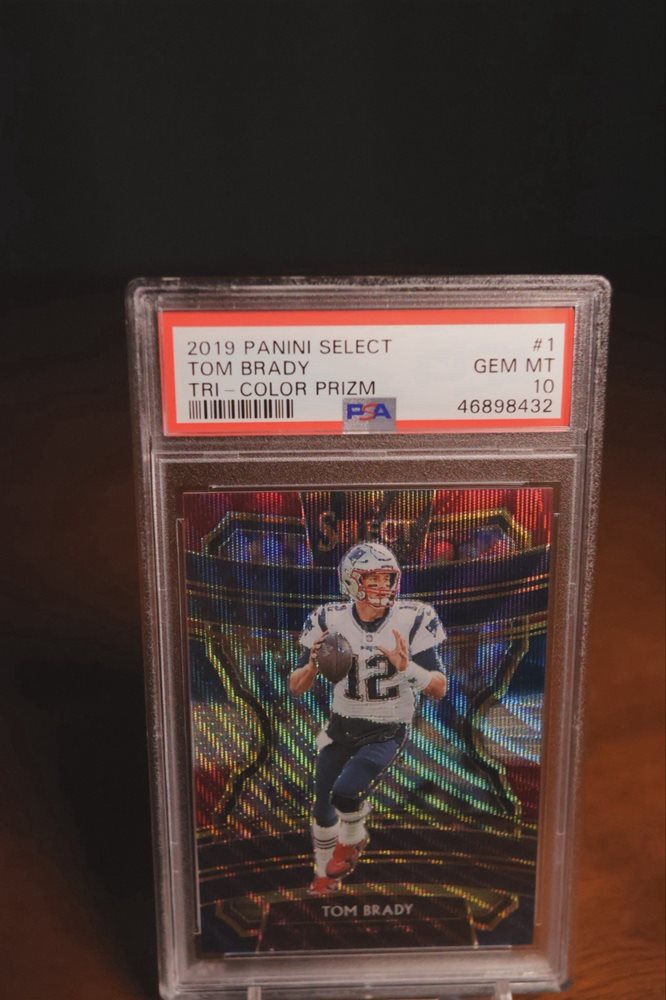 2019 PANINI SELECT #1
TOM BRADY GEM MT
TRI-COLOR PRIZM 10
PSA 46898432
SELECT
12
TOM BRADY